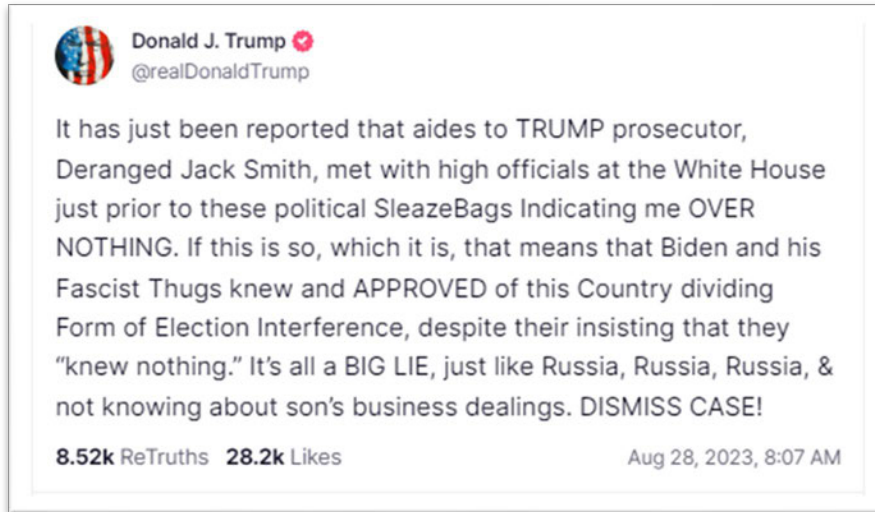 Donald J. Trump
@realDonaldTrump
It has just been reported that aides to TRUMP prosecutor,
Deranged Jack Smith, met with high officials at the White House
just prior to these political SleazeBags Indicating me OVER
NOTHING. If this is so, which it is, that means that Biden and his
Fascist Thugs knew and APPROVED of this Country dividing
Form of Election Interference, despite their insisting that they
“knew nothing.” It’s all a BIG LIE, just like Russia, Russia, Russia, &
not knowing about son’s business dealings. DISMISS CASE!
8.52k ReTruths 28.2k Likes Aug 28, 2023, 8:07 AM